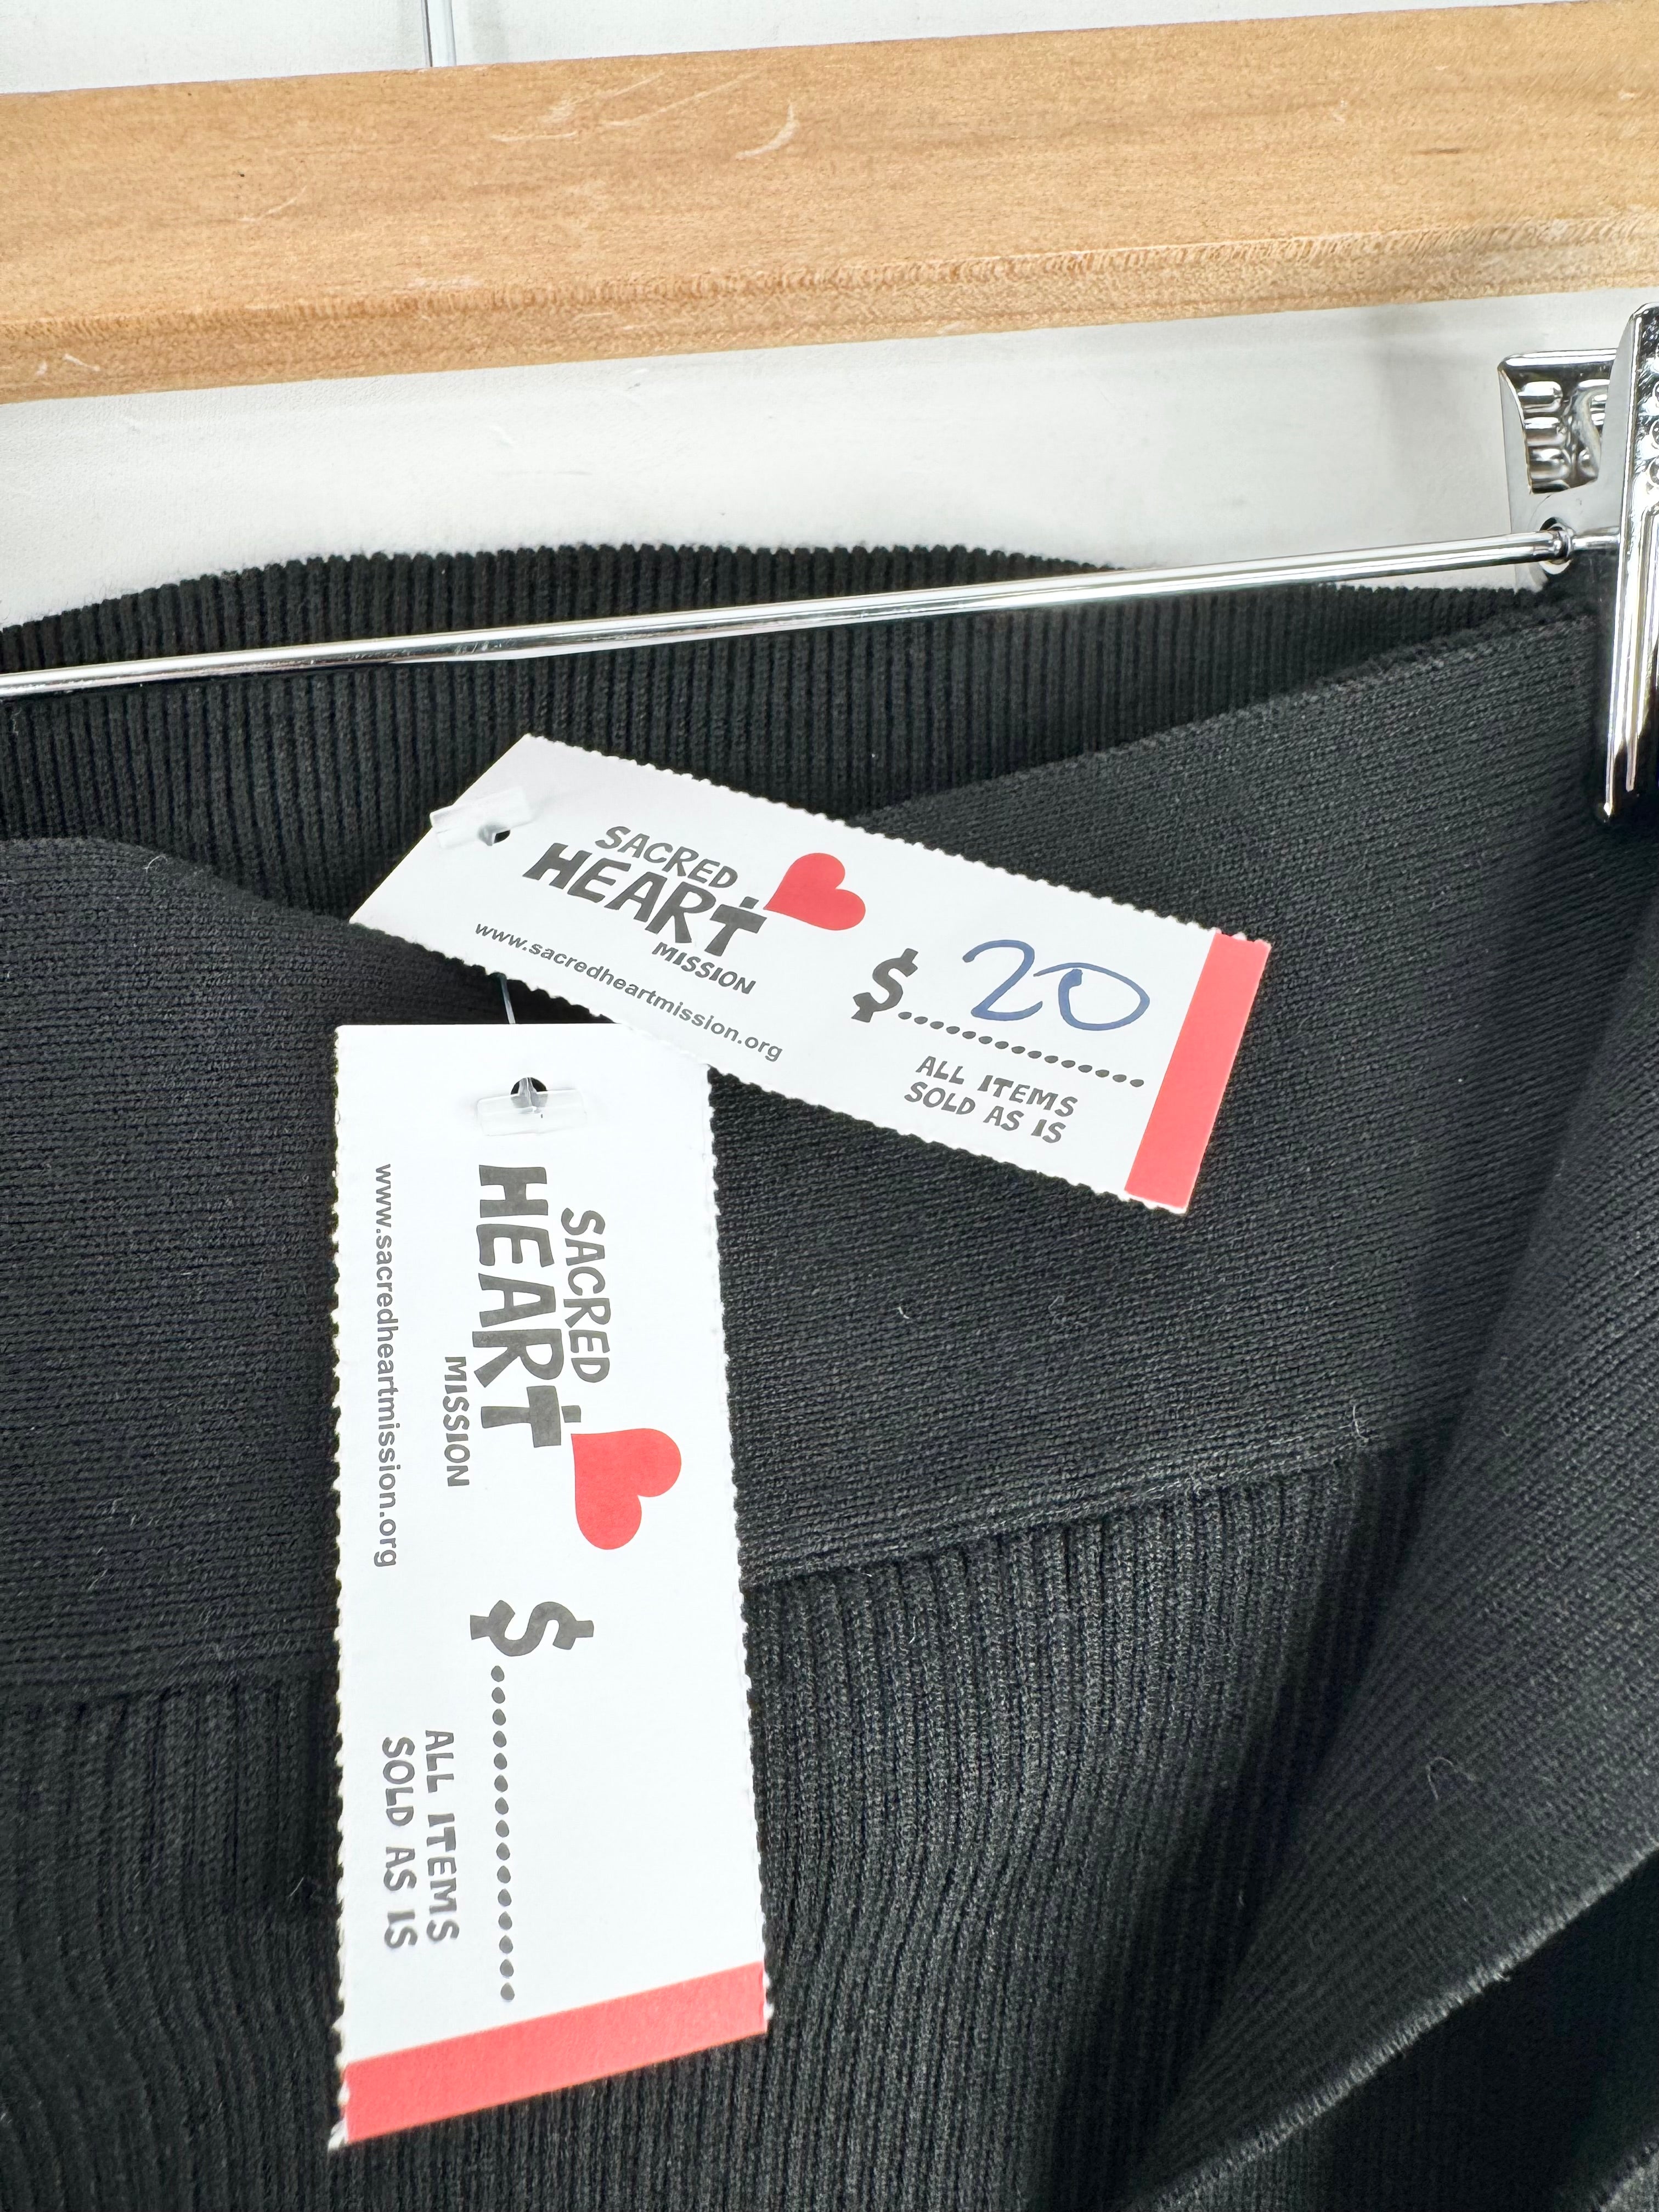 SACRED
HEART
MISSION
www.sacredheartmission.org
$ 20
ALL ITEMS
SOLD AS IS
SACRED
HEART
MISSION
www.sacredheartmission.org
$
ALL ITEMS
SOLD AS IS